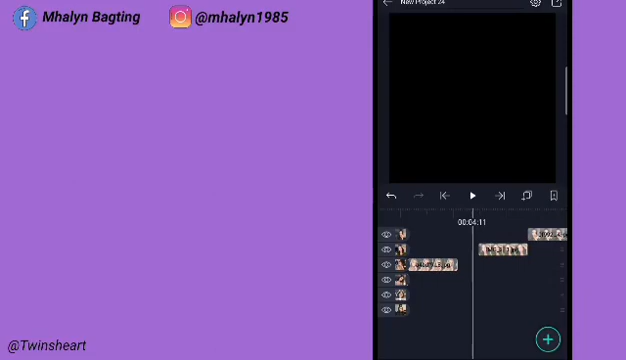 Mhalyn Bagting
@mhalyn1985
New Project 24
00:04:11
@Twinsheart